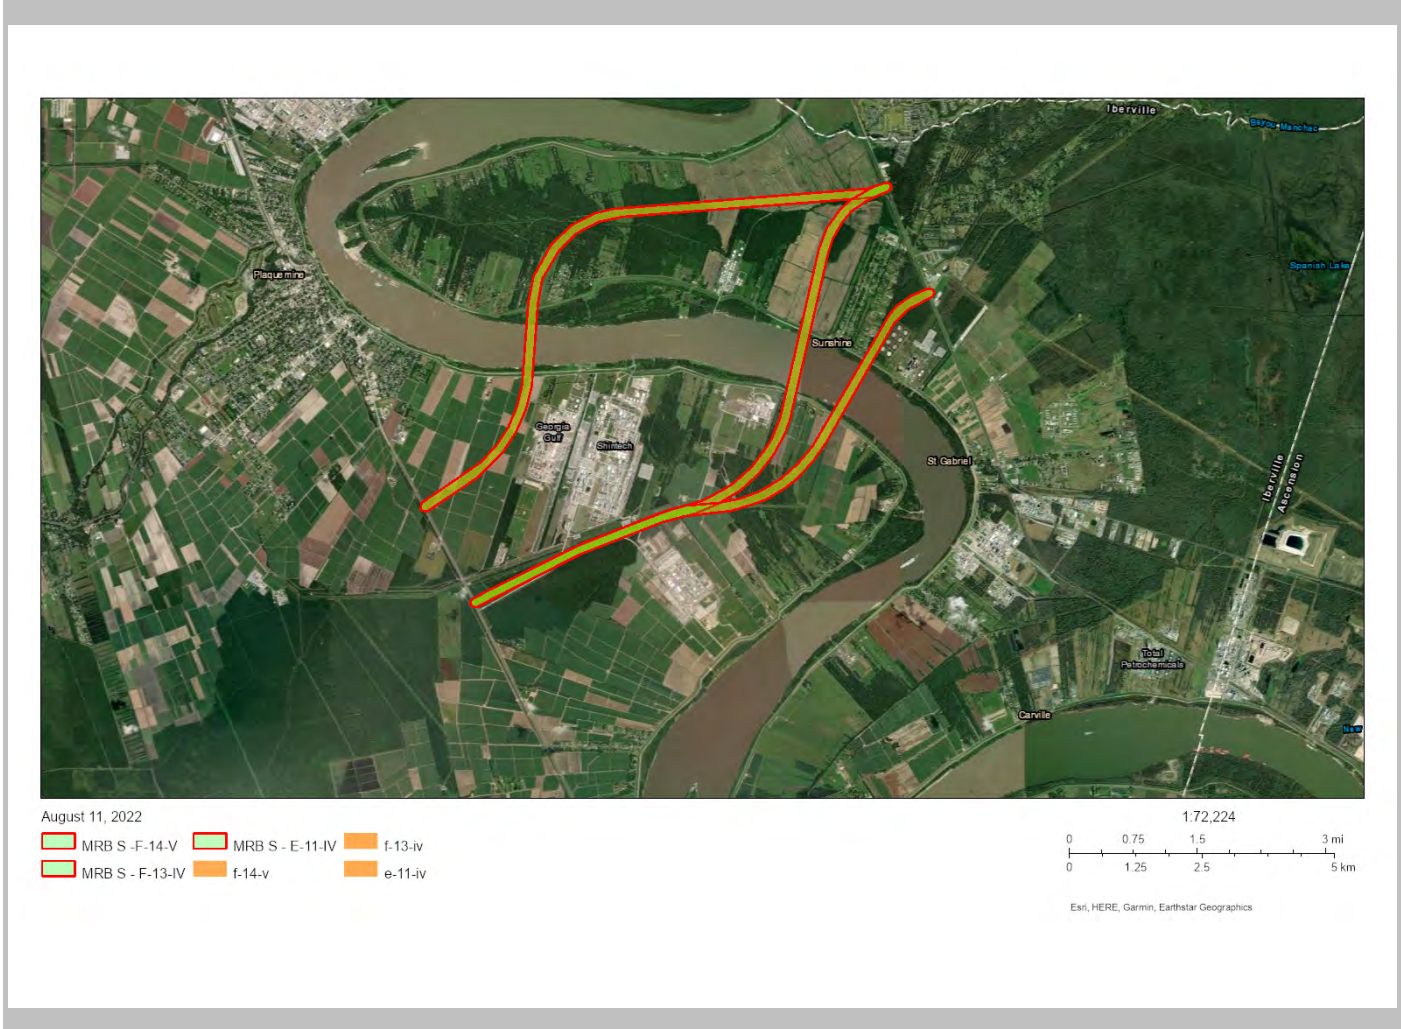 Iberville
Bayou Manchac
Spanish Lake
Plaquemine
Sunshine
Georgia
Gulf
Shintech
St Gabriel
Iberville
Ascension
Total
Petrochemicals
Carville
New
August 11, 2022
1:72,224
MRB S -F-14-V
MRB S - E-11-IV
f-13-iv
MRB S - F-13-IV
f-14-v
e-11-iv
0 0.75 1.5 3 mi
0 1.25 2.5 5 km
Esri, HERE, Garmin, Earthstar Geographics